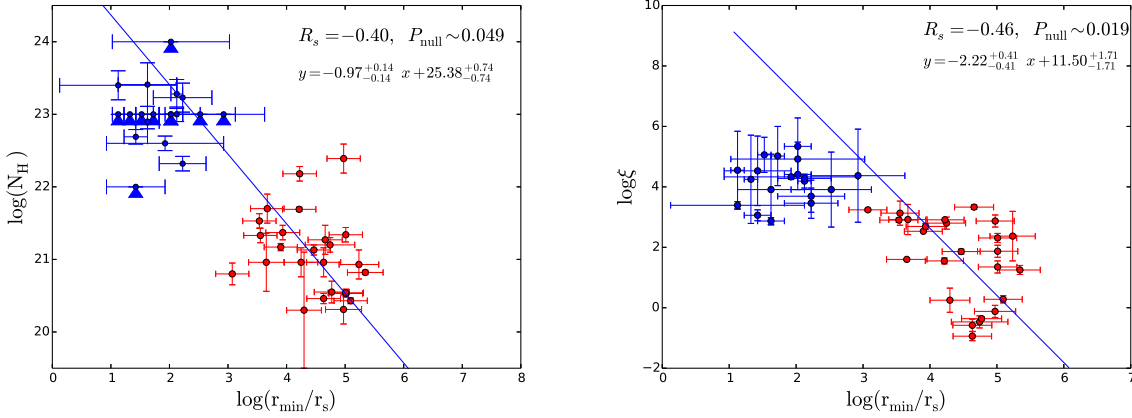 R_s = −0.40, P_null ∼ 0.049
y = −0.97^{+0.14}_{−0.14} x + 25.38^{+0.74}_{−0.74}
24
23
22
21
20
log(N_H)
0 1 2 3 4 5 6 7 8
log(r_min/r_s)
R_s = −0.46, P_null ∼ 0.019
y = −2.22^{+0.41}_{−0.41} x + 11.50^{+1.71}_{−1.71}
10
8
6
4
2
0
−2
logξ
0 1 2 3 4 5 6 7
log(r_min/r_s)